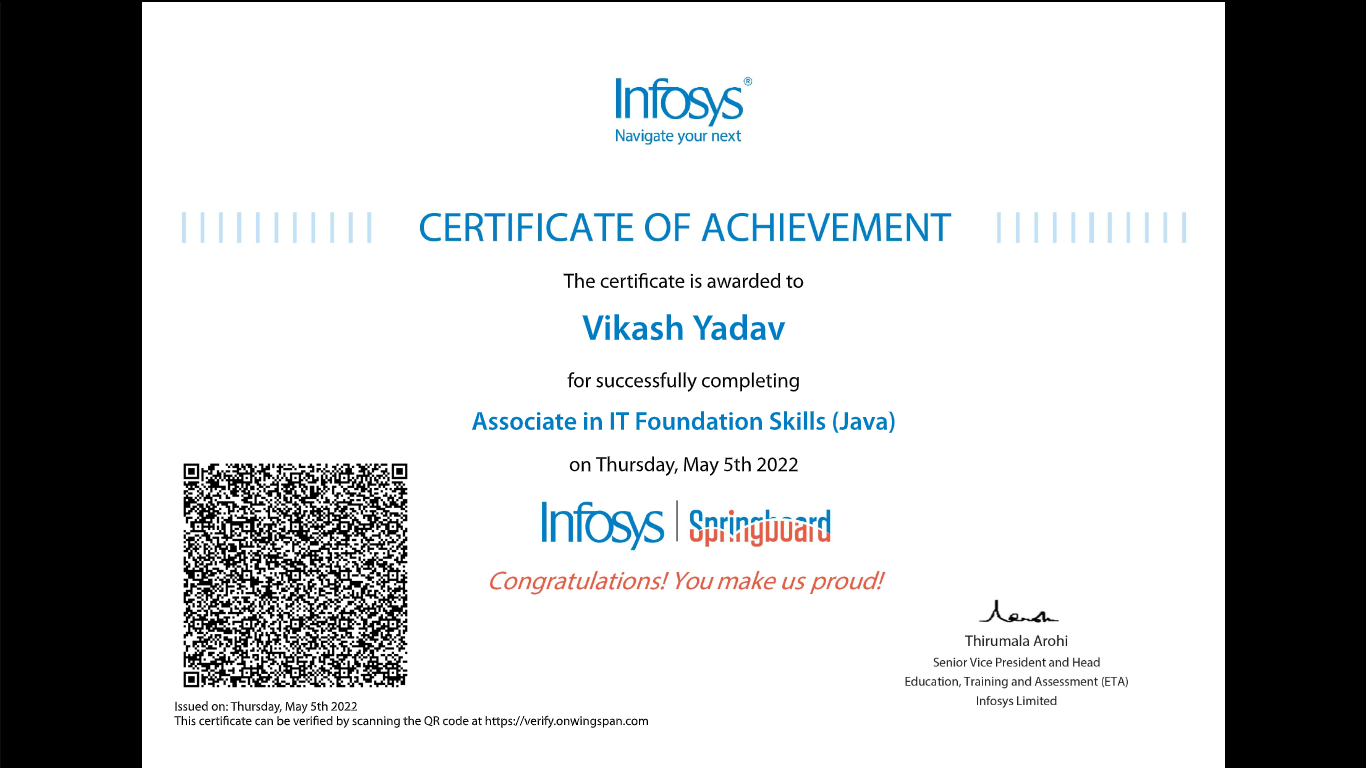 Infosys®
Navigate your next
CERTIFICATE OF ACHIEVEMENT
The certificate is awarded to
Vikash Yadav
for successfully completing
Associate in IT Foundation Skills (Java)
on Thursday, May 5th 2022
Infosys | Springboard
Congratulations! You make us proud!
Thirumala Arohi
Senior Vice President and Head
Education, Training and Assessment (ETA)
Infosys Limited
Issued on: Thursday, May 5th 2022
This certificate can be verified by scanning the QR code at https://verify.onwingspan.com